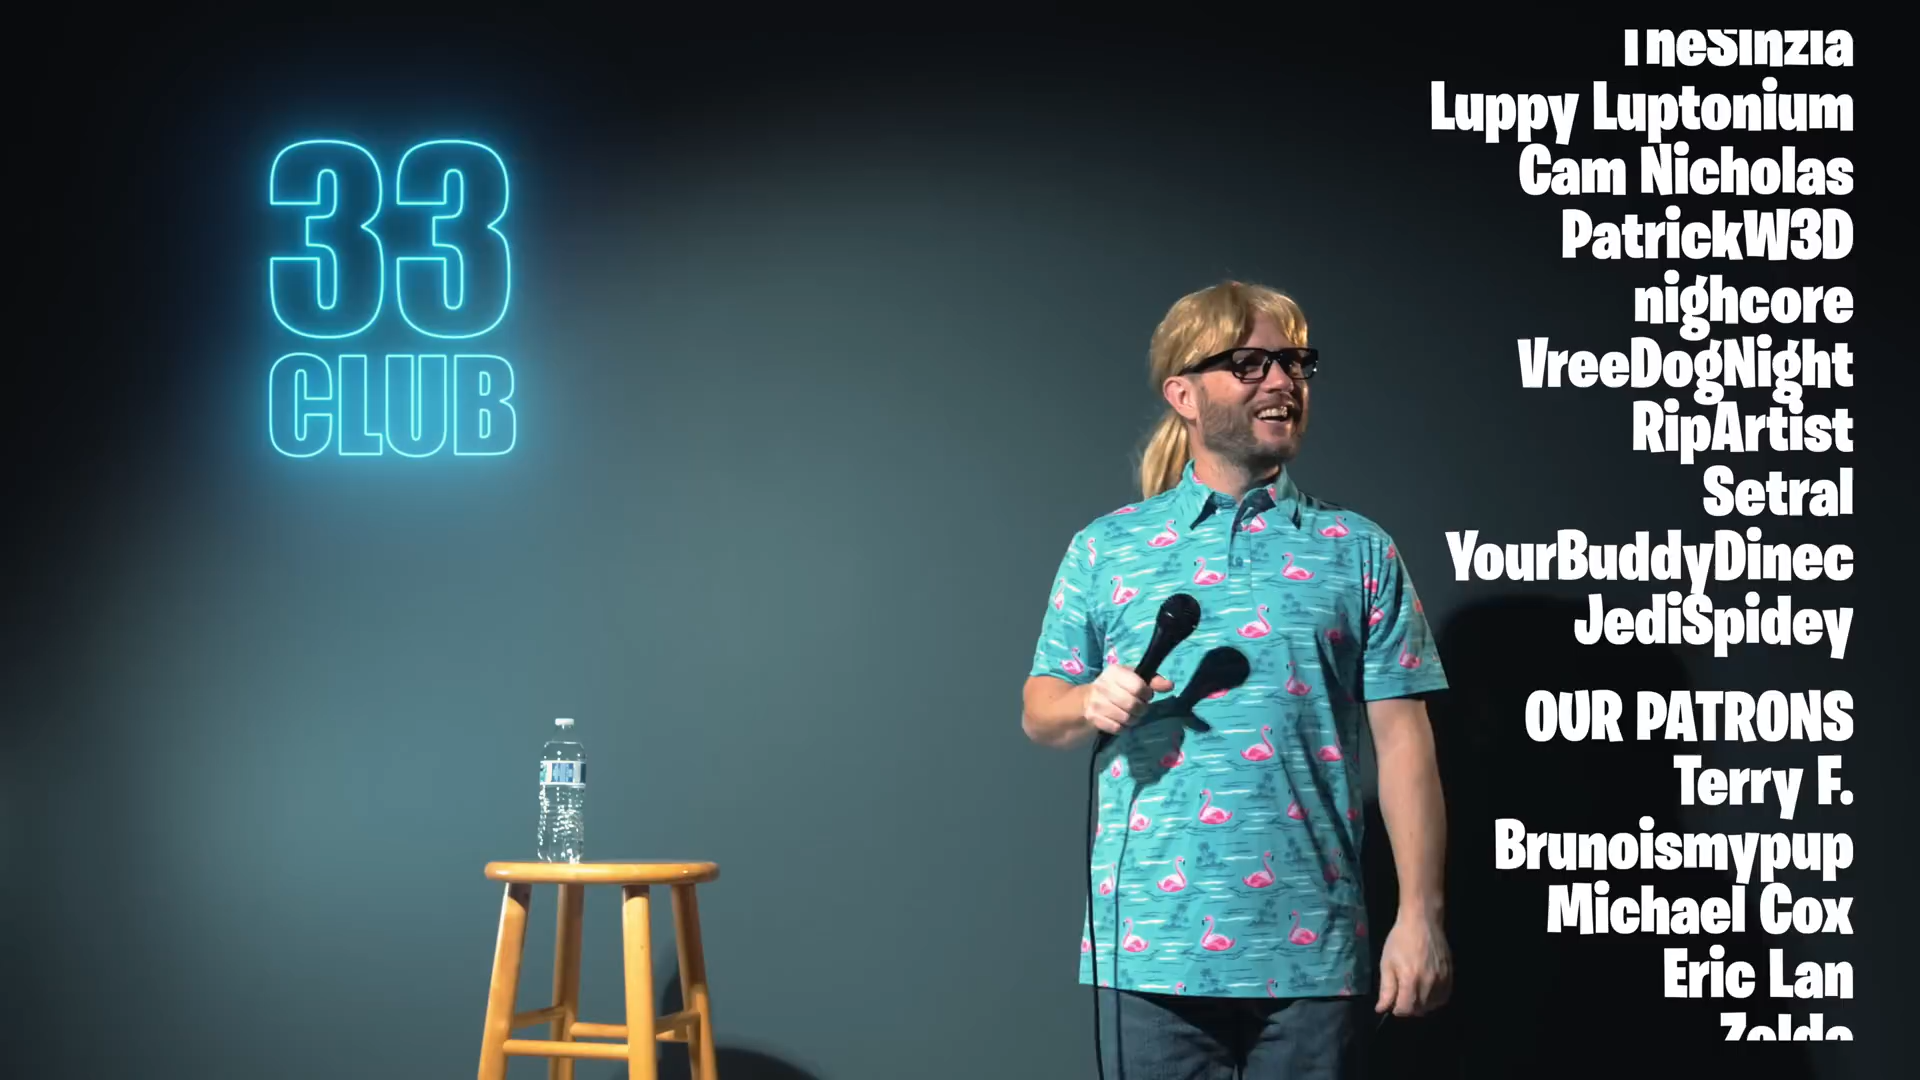 33
CLUB
TheSinzia
Luppy Luptonium
Cam Nicholas
PatrickW3D
nighcore
VreeDogNight
RipArtist
Setral
YourBuddyDinec
JediSpidey
OUR PATRONS
Terry F.
Brunoismypup
Michael Cox
Eric Lan